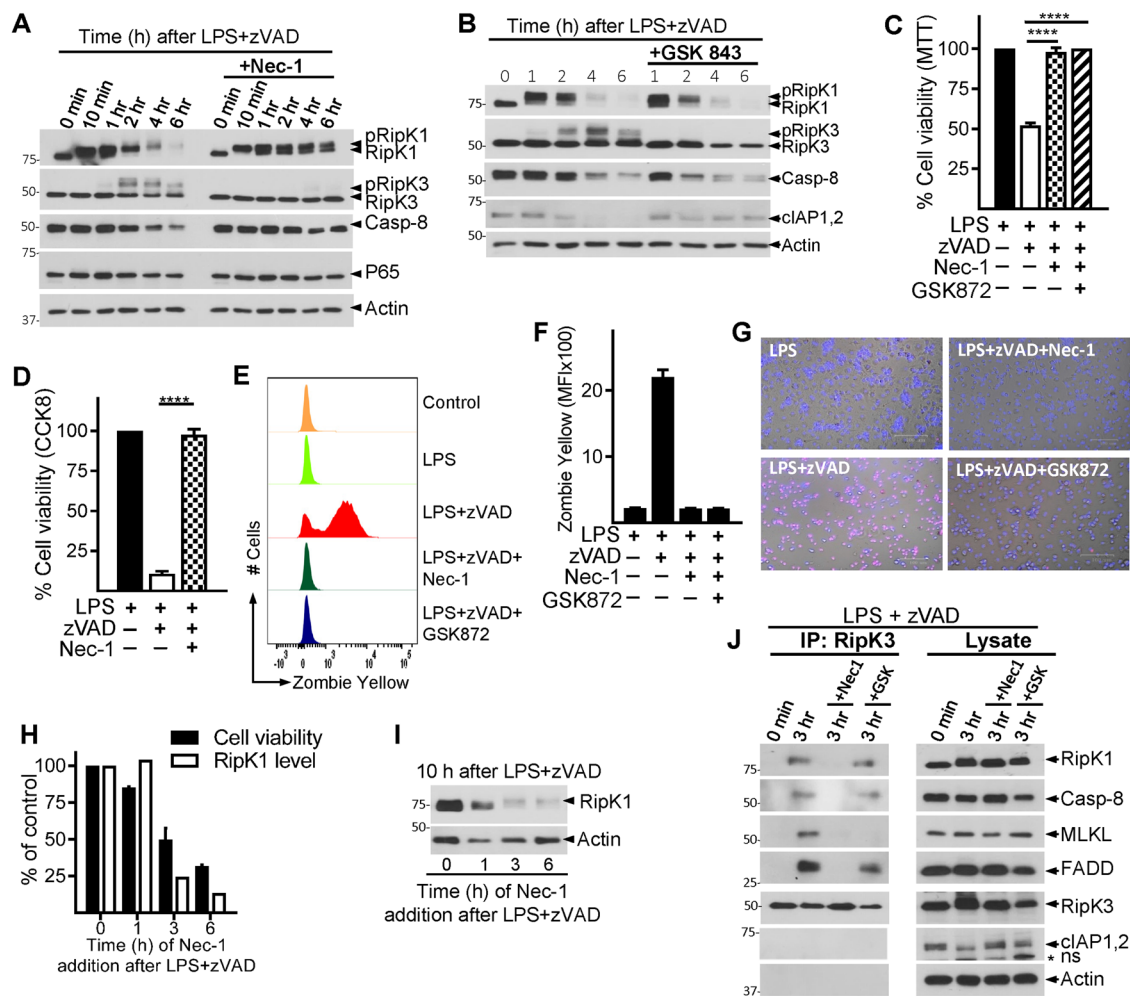 A
Time (h) after LPS+zVAD
+Nec-1
0 min 10 min 1 hr 2 hr 4 hr 6 hr 0 min 10 min 1 hr 2 hr 4 hr 6 hr
pRipK1
RipK1
75-
pRipK3
50-
RipK3
Casp-8
50-
75-
P65
Actin
37-
B
Time (h) after LPS+zVAD
+GSK 843
0 1 2 4 6 1 2 4 6
pRipK1
RipK1
75-
pRipK3
RipK3
50-
Casp-8
50-
75-
cIAP1,2
50-
Actin
C
% Cell viability (MTT)
100
50
0
****
****
LPS + + + +
zVAD – + + +
Nec-1 – – + +
GSK872 – – – +
D
% Cell viability (CCK8)
100
75
50
25
0
****
LPS + + +
zVAD – + +
Nec-1 – – +
E
Control
LPS
LPS+zVAD
LPS+zVAD+
Nec-1
LPS+zVAD+
GSK872
# Cells
-10³ 0 10³ 10⁴ 10⁵
Zombie Yellow
F
Zombie Yellow (MFIx100)
20
10
LPS + + + +
zVAD – + + +
Nec-1 – – + +
GSK872 – – – +
G
LPS
LPS+zVAD+Nec-1
LPS+zVAD
LPS+zVAD+GSK872
H
Cell viability
RipK1 level
% of control
100
75
50
25
0
0 1 3 6
Time (h) of Nec-1
addition after LPS+zVAD
I
10 h after LPS+zVAD
75-
RipK1
50-
Actin
0 1 3 6
Time (h) of Nec-1
addition after LPS+zVAD
J
LPS + zVAD
IP: RipK3
Lysate
0 min 3 hr 3 hr +Nec1 3 hr +GSK
0 min 3 hr 3 hr +Nec1 3 hr +GSK
RipK1
75-
Casp-8
50-
MLKL
50-
FADD
25-
RipK3
50-
75-
cIAP1,2
* ns
Actin
37-